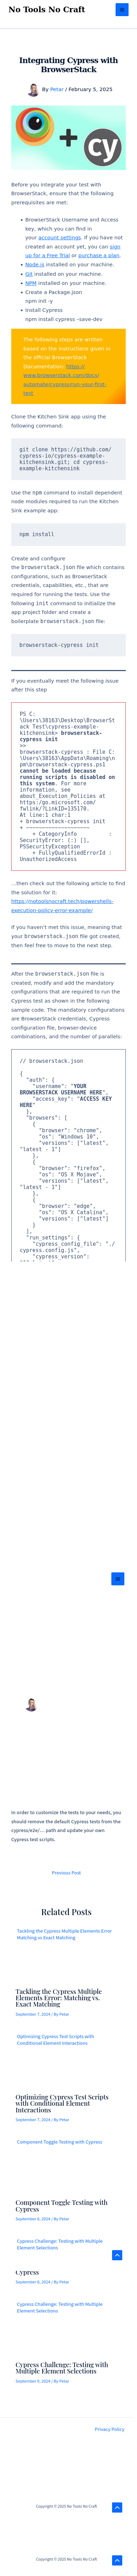 No Tools No Craft
Integrating Cypress with
BrowserStack
By Petar / February 5, 2025
cy
Before you integrate your test with
BrowserStack, ensure that the following
prerequisites are met:
BrowserStack Username and Access
key, which you can find in
your account settings. If you have not
created an account yet, you can sign
up for a Free Trial or purchase a plan.
Node is installed on your machine.
Git installed on your machine.
NPM installed on your machine.
Create a Package.json
npm init -y
Install Cypress
npm install cypress –save-dev
The following content is written
based on the instructions given in
the official BrowserStack
Documentation: https://
www.browserstack.com/docs/
automate/cypress/run-your-first-
test
Clone the Kitchen Sink app using the
following command:
git clone https://github.com/
cypress-io/cypress-example-
kitchensink.git; cd cypress-
example-kitchensink
Use the npm command to install dependent
node modules required to run the Kitchen
Sink example app:
npm install
Create and configure
the browserstack.json file which contains
configurations, such as BrowserStack
credentials, capabilities, etc., that are
required for running the tests. Use the
following init command to initialize the
app project folder and create a
boilerplate browserstack.json file:
browserstack-cypress init
If you eventually meet the following issue
after this step
PS C:
\Users\38163\Desktop\BrowserSt
ack Test\cypress-example-
kitchensink> browserstack-
cypress init
>>
browserstack-cypress : File C:
\Users\38163\AppData\Roaming\n
pm\browserstack-cypress.ps1
cannot be loaded because
running scripts is disabled on
this system. For more
information, see
about_Execution_Policies at
https:/go.microsoft.com/
fwlink/?LinkID=135170.
At line:1 char:1
+ browserstack-cypress init
+ ~~~~~~~~~~~~~~~~~~~~
+ CategoryInfo :
SecurityError: (:) [],
PSSecurityException
+ FullyQualifiedErrorId :
UnauthorizedAccess
…then check out the following article to find
the solution for it:
https://notoolsnocraft.tech/powershells-
execution-policy-error-example/
If you haven't met this issue, meaning that
your browserstack.json file got created,
then feel free to move to the next step.
After the browserstack.json file is
created, modify and add the mandatory
configurations that are required to run the
Cypress test as shown in the following
sample code. The mandatory configurations
are BrowserStack credentials, Cypress
configuration file, browser-device
combinations, and the number of parallels:
// browserstack.json
{
"auth": {
"username": "YOUR
BROWSERSTACK USERNAME HERE",
"access_key": "ACCESS KEY
HERE"
},
"browsers": [
{
"browser": "chrome",
"os": "Windows 10",
"versions": ["latest",
"latest - 1"]
},
{
"browser": "firefox",
"os": "OS X Mojave",
"versions": ["latest",
"latest - 1"]
},
{
"browser": "edge",
"os": "OS X Catalina",
"versions": ["latest"]
}
],
"run_settings": {
"cypress_config_file": "./
cypress.config.js",
"cypress_version":
In order to customize the tests to your needs, you
should remove the default Cypress tests from the
cypress/e2e/… path and update your own
Cypress test scripts.
Previous Post
Related Posts
Tackling the Cypress Multiple Elements Error
Matching vs Exact Matching
Tackling the Cypress Multiple
Elements Error: Matching vs.
Exact Matching
September 7, 2024 / By Petar
Optimizing Cypress Test Scripts with
Conditional Element Interactions
Optimizing Cypress Test Scripts
with Conditional Element
Interactions
September 7, 2024 / By Petar
Component Toggle Testing with Cypress
Component Toggle Testing with
Cypress
September 8, 2024 / By Petar
Cypress Challenge: Testing with Multiple
Element Selections
Cypress
September 8, 2024 / By Petar
Cypress Challenge: Testing with Multiple
Element Selections
Cypress Challenge: Testing with
Multiple Element Selections
September 9, 2024 / By Petar
Privacy Policy
Copyright © 2025 No Tools No Craft
Copyright © 2025 No Tools No Craft